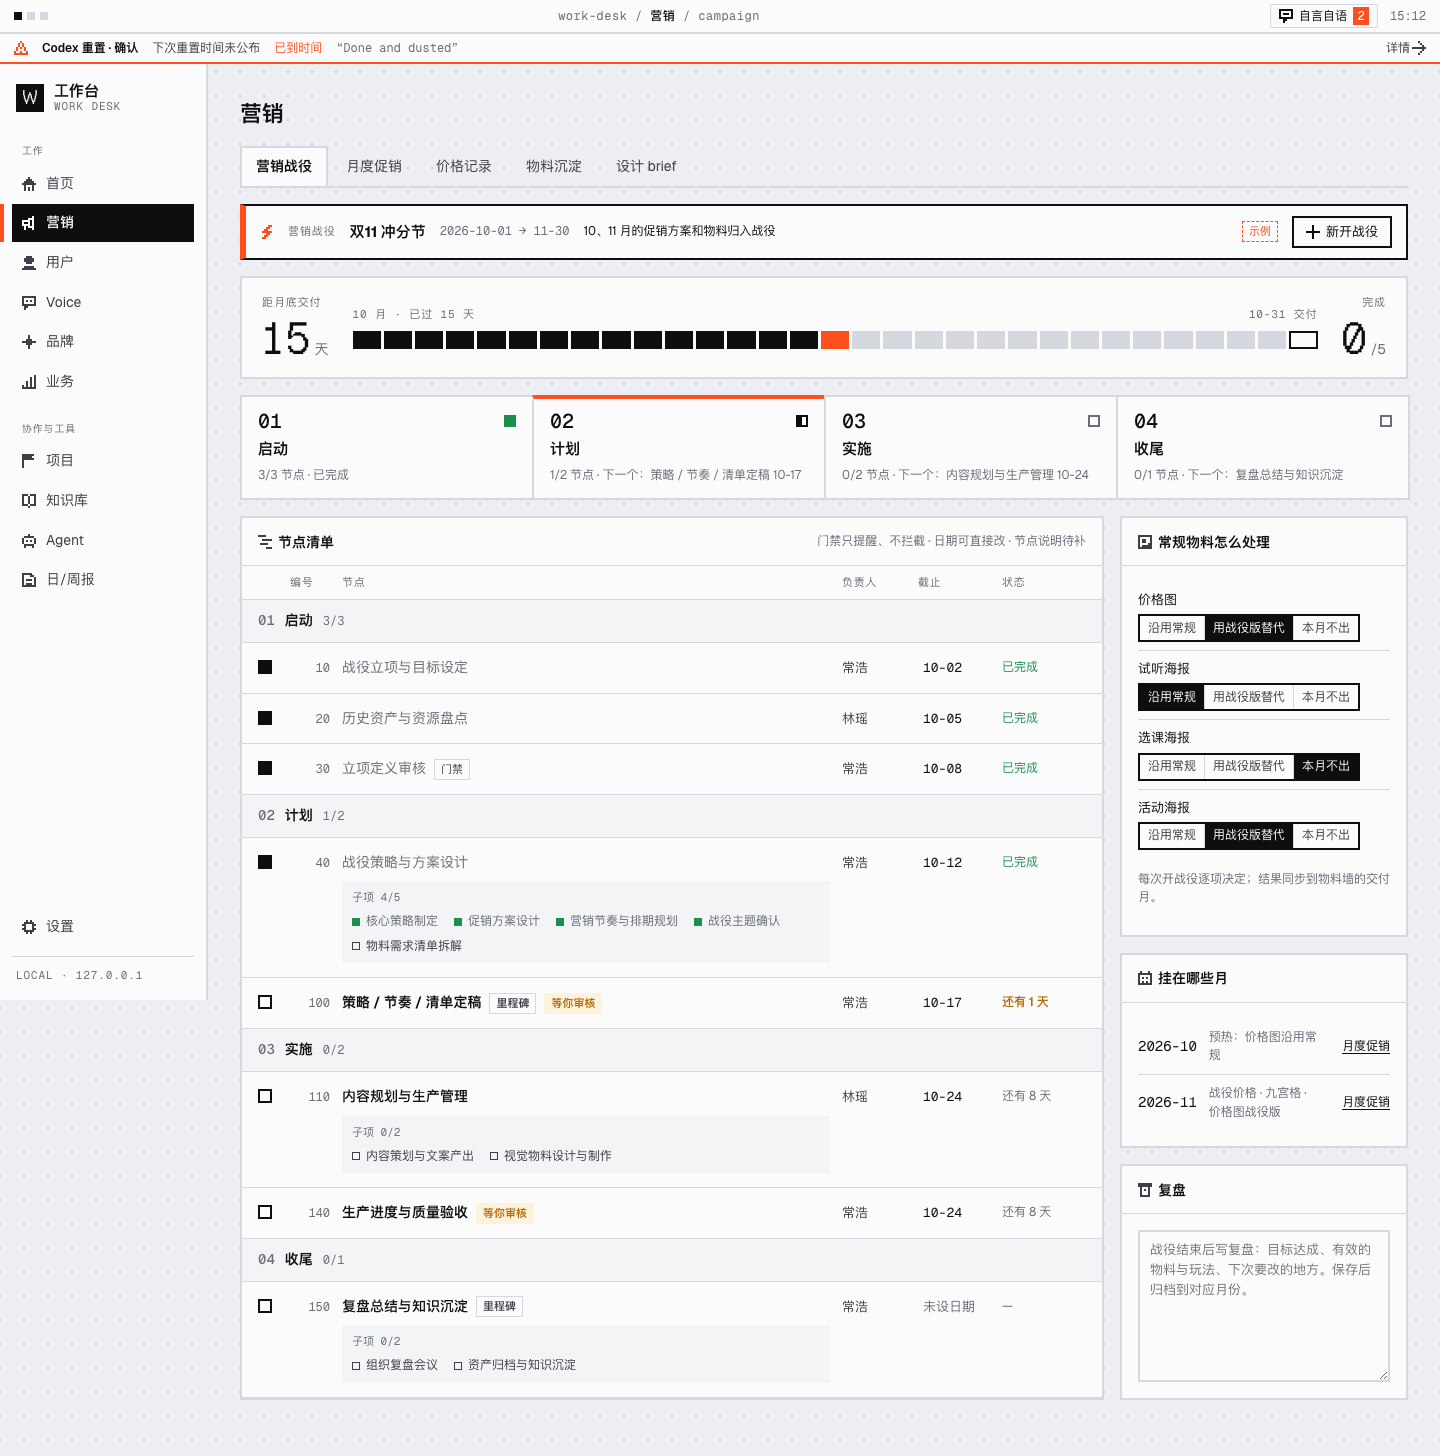 work-desk / 营销 / campaign
自言自语 2
15:12
Codex 重置·确认 下次重置时间未公布 已到时间 “Done and dusted”
详情
W 工作台
WORK DESK
工作
首页
营销
用户
Voice
品牌
业务
协作与工具
项目
知识库
Agent
日/周报
设置
LOCAL · 127.0.0.1
营销
营销战役 月度促销 价格记录 物料沉淀 设计 brief
营销战役 双11 冲分节 2026-10-01 → 11-30 10、11 月的促销方案和物料归入战役
示例
新开战役
距月底交付
15 天
10 月 · 已过 15 天
10-31 交付
完成
0 /5
01
启动
3/3 节点·已完成
02
计划
1/2 节点·下一个：策略 / 节奏 / 清单定稿 10-17
03
实施
0/2 节点·下一个：内容规划与生产管理 10-24
04
收尾
0/1 节点·下一个：复盘总结与知识沉淀
节点清单
门禁只提醒、不拦截·日期可直接改·节点说明待补
编号 节点 负责人 截止 状态
01 启动 3/3
10 战役立项与目标设定 常浩 10-02 已完成
20 历史资产与资源盘点 林瑶 10-05 已完成
30 立项定义审核 门禁 常浩 10-08 已完成
02 计划 1/2
40 战役策略与方案设计 常浩 10-12 已完成
子项 4/5
核心策略制定 促销方案设计 营销节奏与排期规划 战役主题确认
物料需求清单拆解
100 策略 / 节奏 / 清单定稿 里程碑 等你审核 常浩 10-17 还有 1 天
03 实施 0/2
110 内容规划与生产管理 林瑶 10-24 还有 8 天
子项 0/2
内容策划与文案产出 视觉物料设计与制作
140 生产进度与质量验收 等你审核 常浩 10-24 还有 8 天
04 收尾 0/1
150 复盘总结与知识沉淀 里程碑 常浩 未设日期 —
子项 0/2
组织复盘会议 资产归档与知识沉淀
常规物料怎么处理
价格图
沿用常规 用战役版替代 本月不出
试听海报
沿用常规 用战役版替代 本月不出
选课海报
沿用常规 用战役版替代 本月不出
活动海报
沿用常规 用战役版替代 本月不出
每次开战役逐项决定；结果同步到物料墙的交付
月。
挂在哪些月
2026-10 预热：价格图沿用常
规
月度促销
2026-11 战役价格·九宫格·
价格图战役版
月度促销
复盘
战役结束后写复盘：目标达成、有效的
物料与玩法、下次要改的地方。保存后
归档到对应月份。